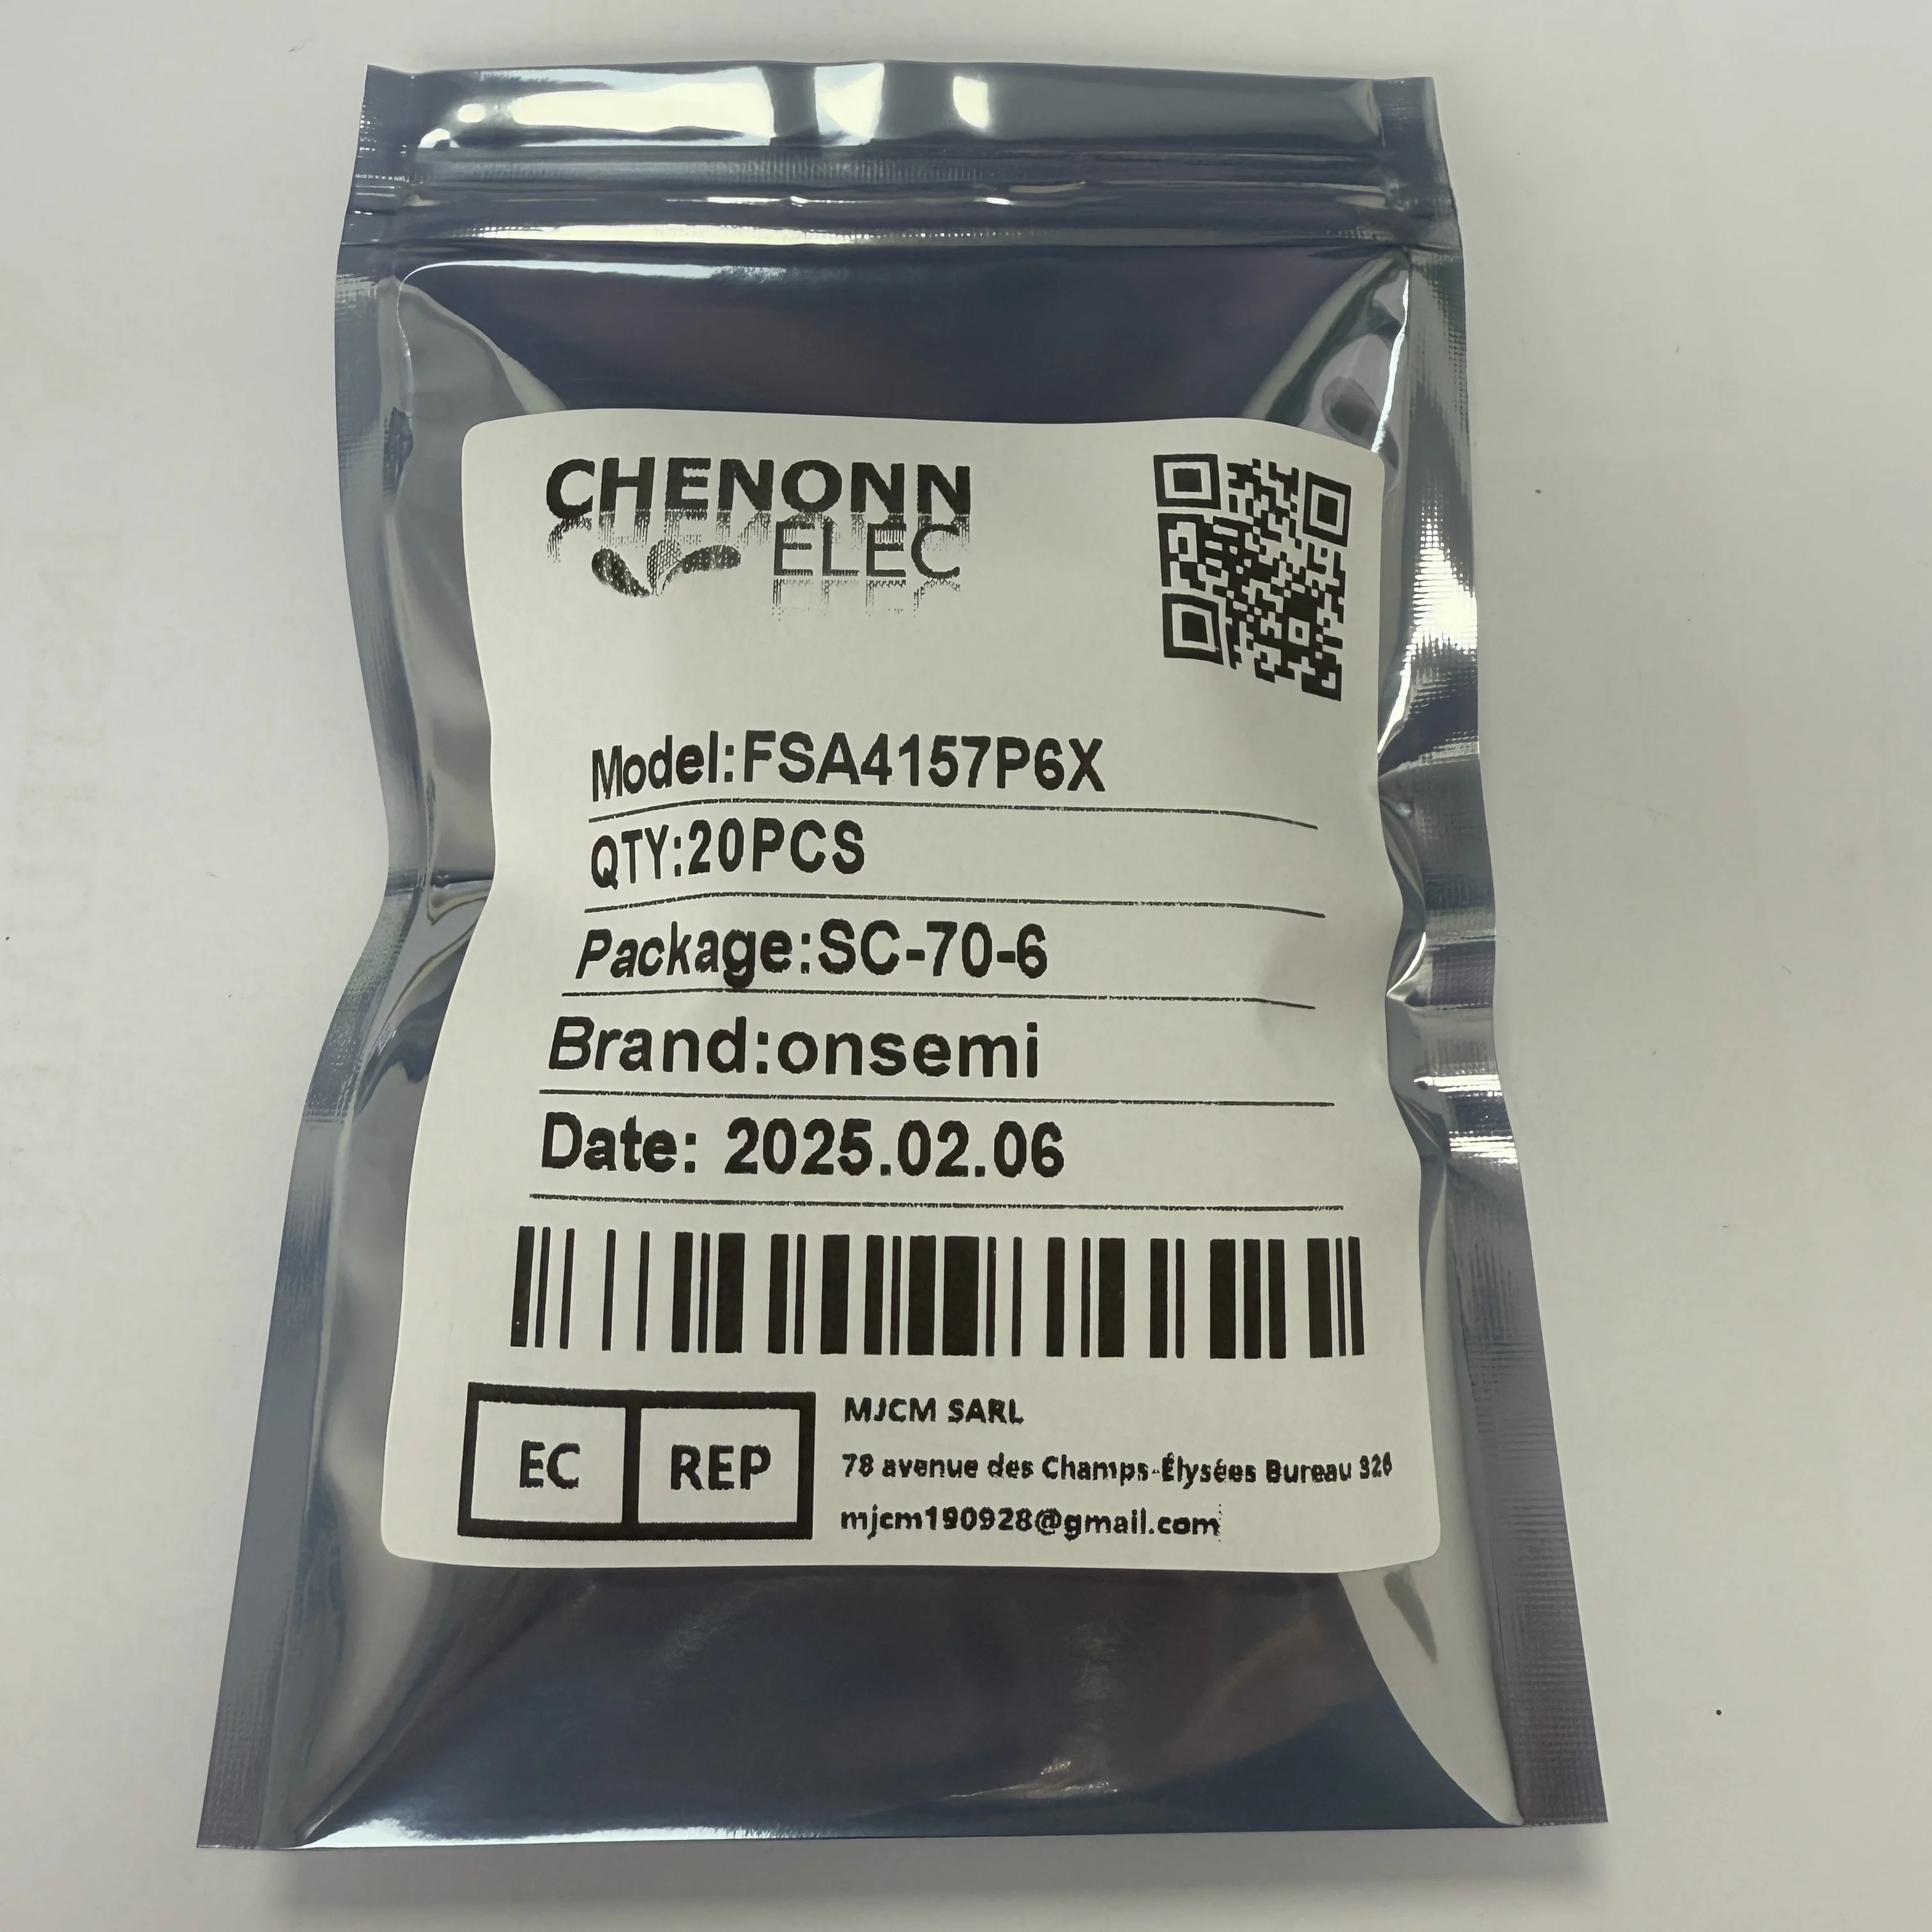 CHENONN
ELEC
Model:FSA4157P6X
QTY:20PCS
Package:SC-70-6
Brand:onsemi
Date: 2025.02.06
EC REP
MJCM SARL
78 avenue des Champs-Élysées Bureau 326
mjcm190928@gmail.com